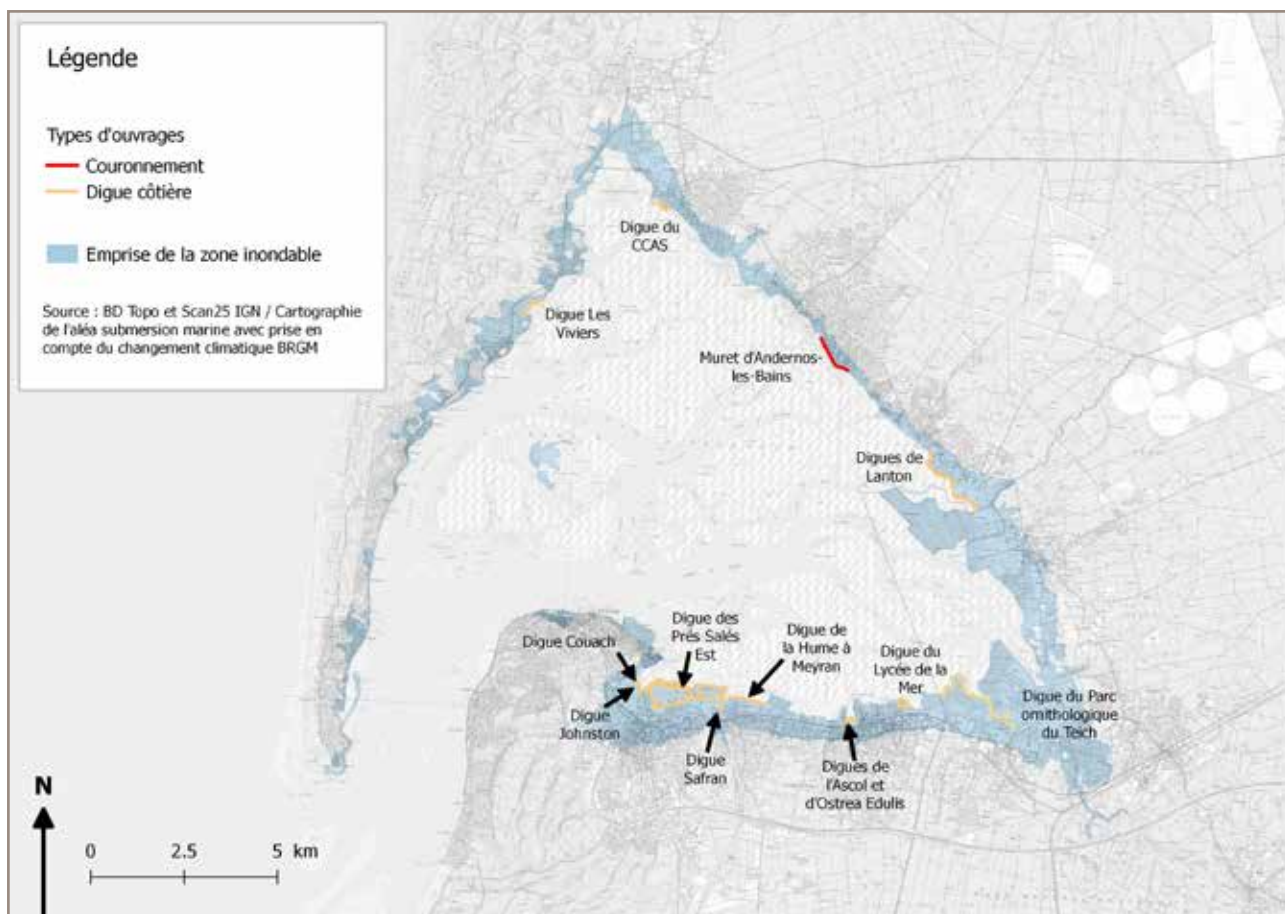 Légende
Types d'ouvrages
Couronnement
Digue côtière
Emprise de la zone inondable
Source : BD Topo et Scan25 IGN / Cartographie
de l'aléa submersion marine avec prise en
compte du changement climatique BRGM
Digue du
CCAS
Digue Les
Viviers
Muret d'Andernos-
les-Bains
Digues de
Lanton
Digue Couach
Digue des
Prés Salés
Est
Digue de
la Hume à
Meyran
Digue du
Lycée de la
Mer
Digue du Parc
ornithologique
du Teich
Digue
Johnston
Digue
Safran
Digues de
l'Ascol et
d'Ostrea Edulis
N
0 2.5 5 km